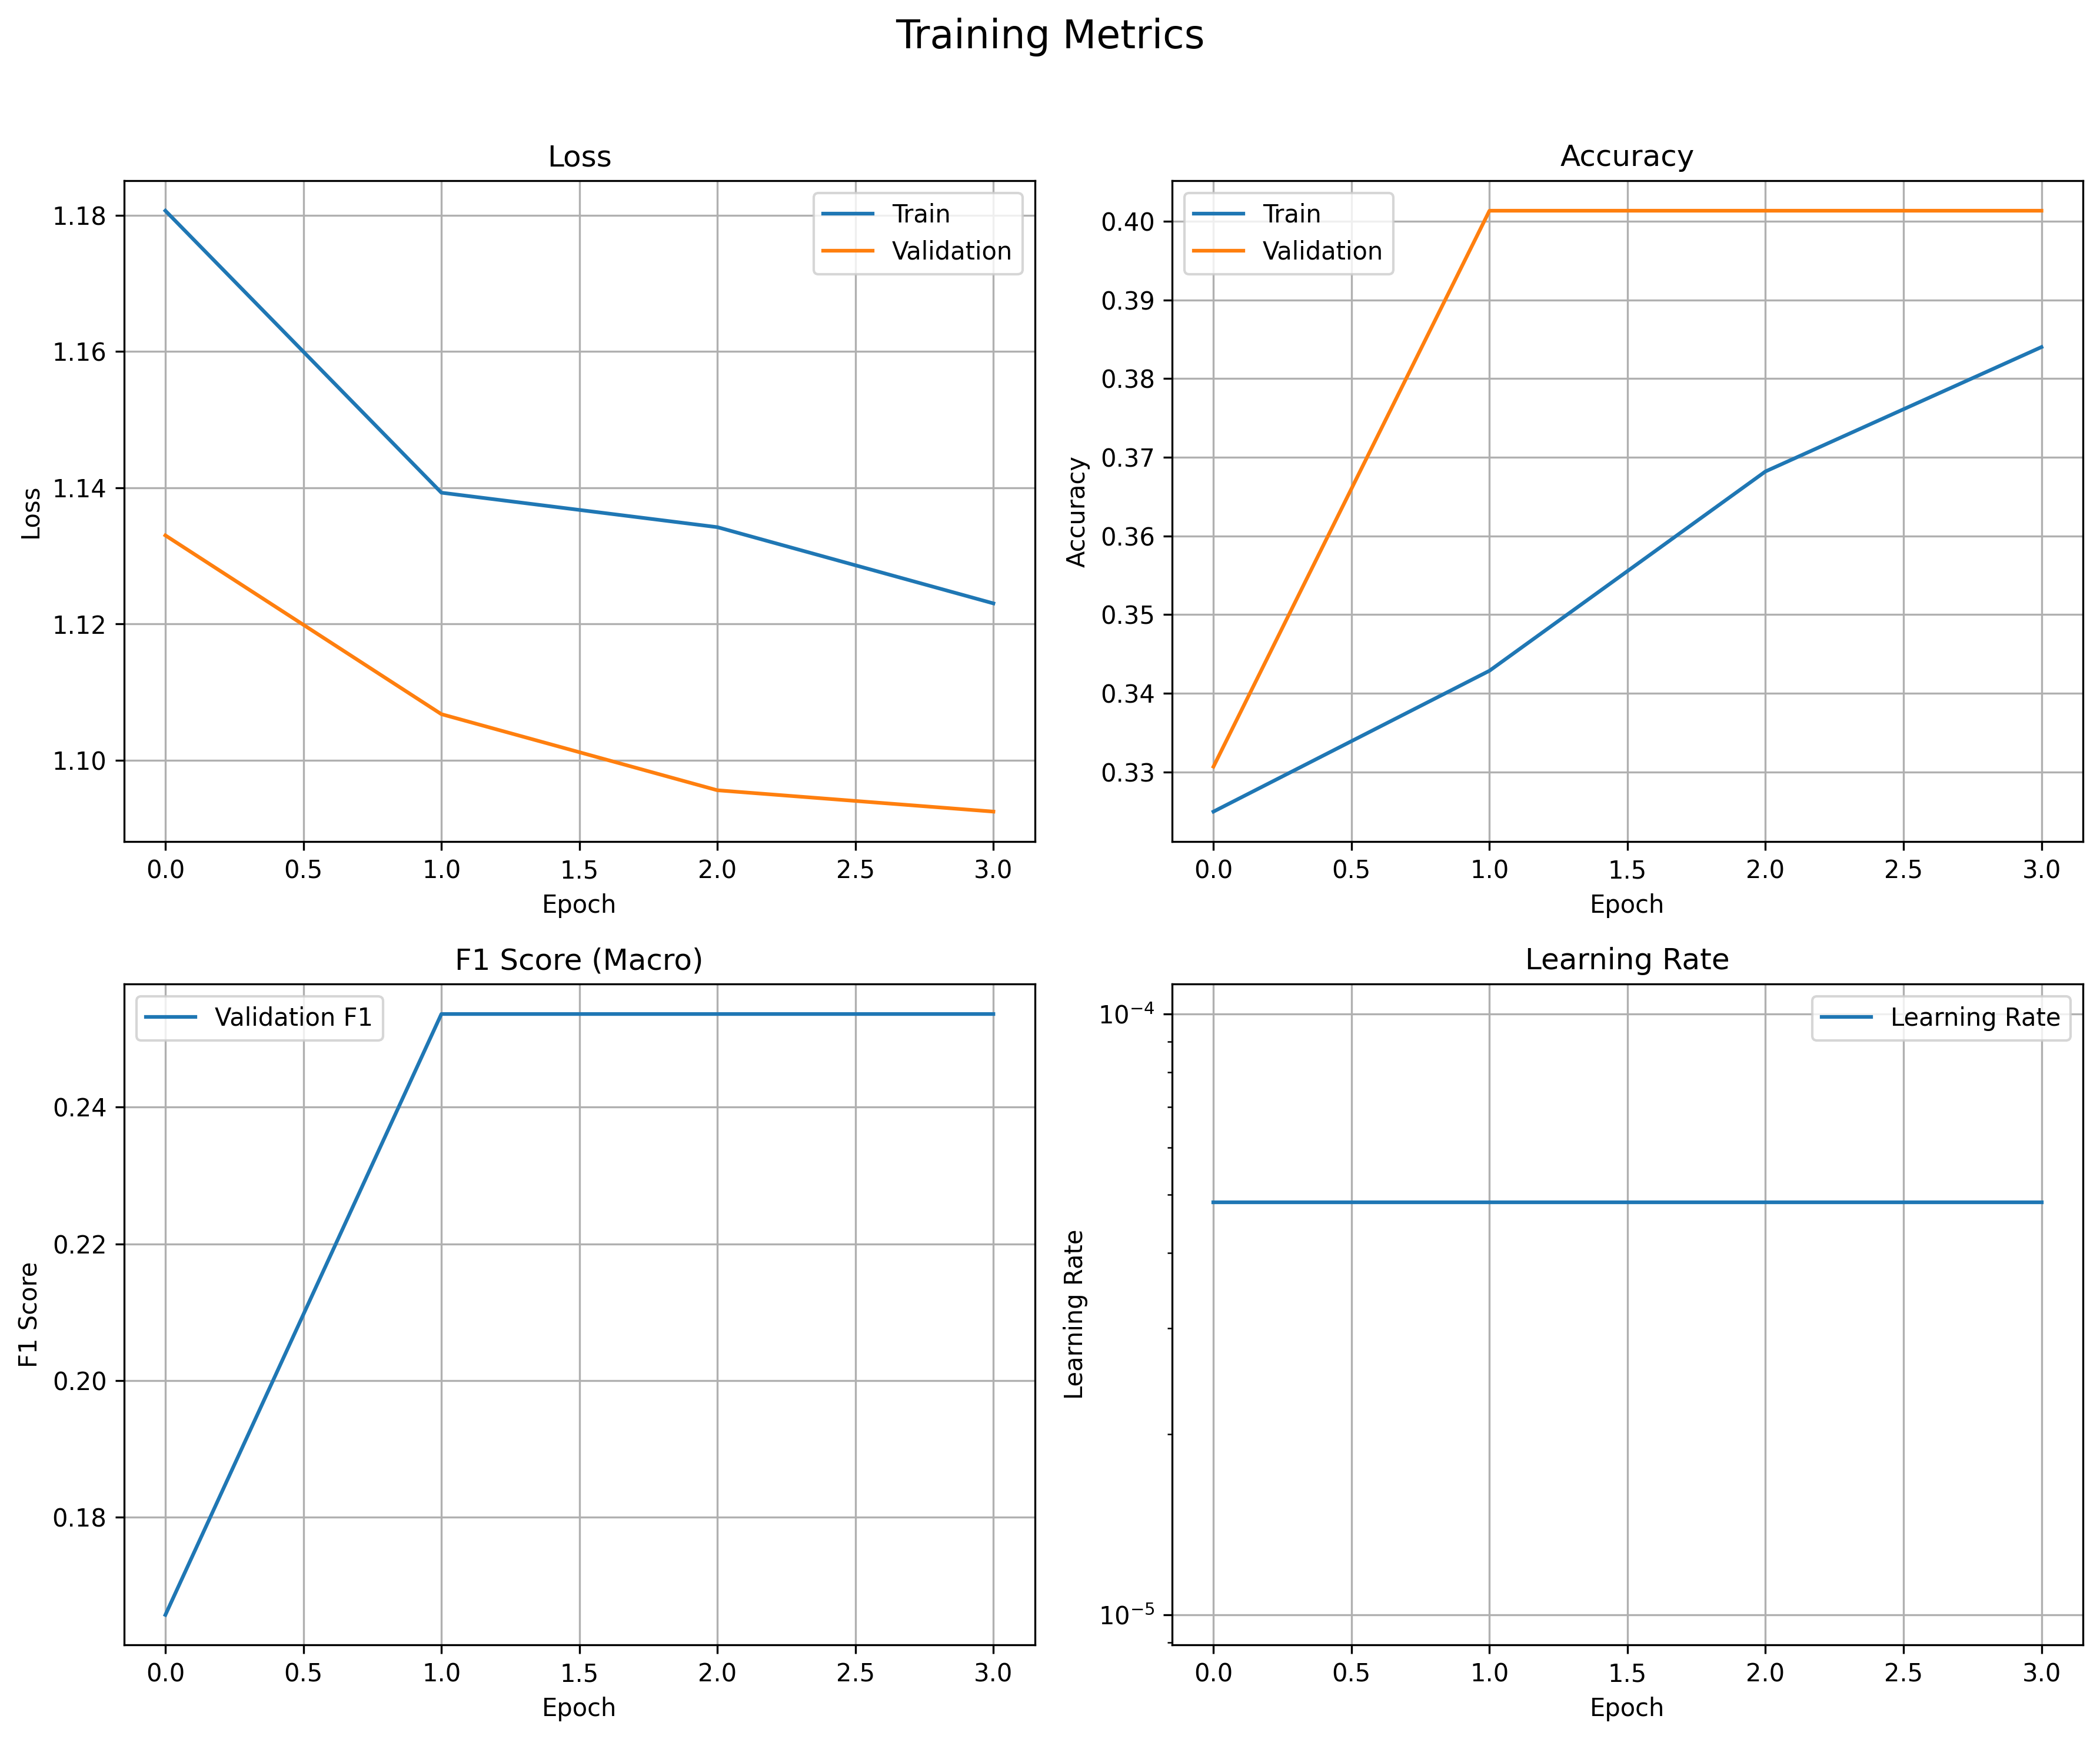 Training Metrics
Loss
Loss
1.18
1.16
1.14
1.12
1.10
Train
Validation
0.0 0.5 1.0 1.5 2.0 2.5 3.0
Epoch
Accuracy
Accuracy
0.40
0.39
0.38
0.37
0.36
0.35
0.34
0.33
Train
Validation
0.0 0.5 1.0 1.5 2.0 2.5 3.0
Epoch
F1 Score (Macro)
F1 Score
0.24
0.22
0.20
0.18
Validation F1
0.0 0.5 1.0 1.5 2.0 2.5 3.0
Epoch
Learning Rate
Learning Rate
10⁻⁴
10⁻⁵
Learning Rate
0.0 0.5 1.0 1.5 2.0 2.5 3.0
Epoch